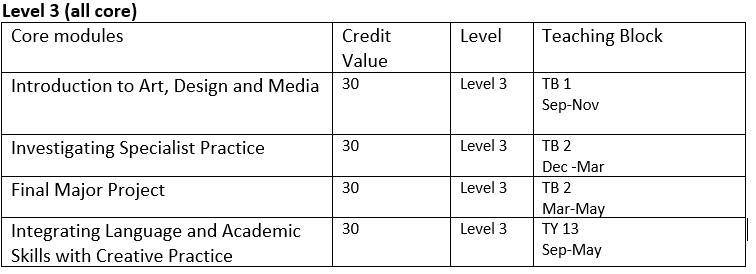 Level 3 (all core)
Core modules Credit Value Level Teaching Block
Introduction to Art, Design and Media 30 Level 3 TB 1
Sep-Nov
Investigating Specialist Practice 30 Level 3 TB 2
Dec -Mar
Final Major Project 30 Level 3 TB 2
Mar-May
Integrating Language and Academic Skills with Creative Practice 30 Level 3 TY 13
Sep-May